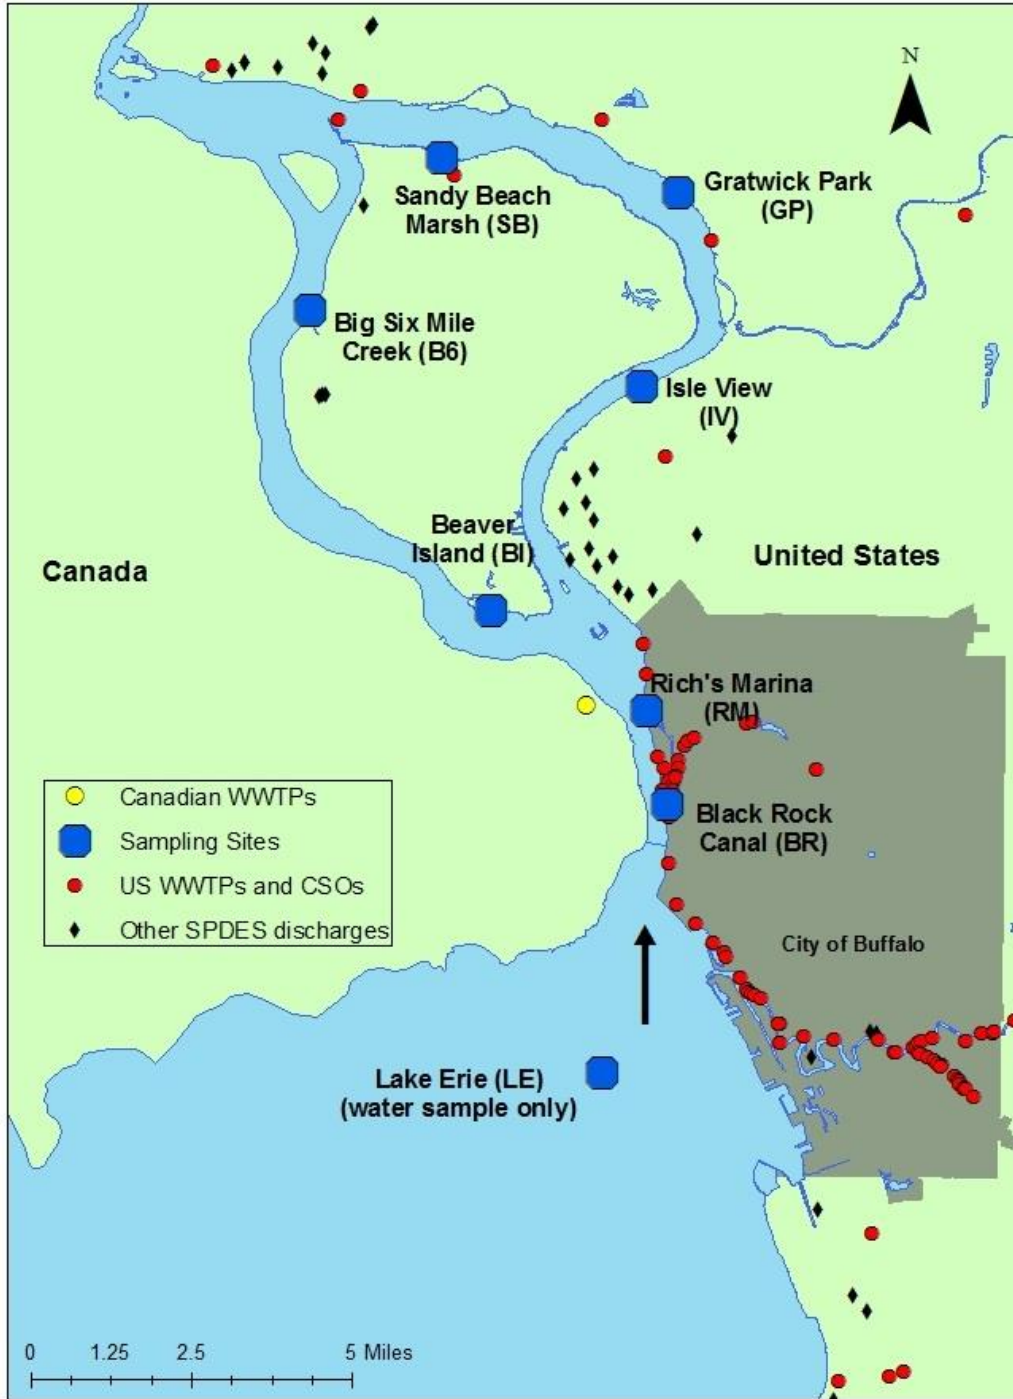 N
Sandy Beach
Marsh (SB)
Gratwick Park
(GP)
Big Six Mile
Creek (B6)
Isle View
(IV)
Beaver
Island (BI)
Canada
United States
Rich's Marina
(RM)
Canadian WWTPs
Sampling Sites
US WWTPs and CSOs
Other SPDES discharges
Black Rock
Canal (BR)
City of Buffalo
Lake Erie (LE)
(water sample only)
0 1.25 2.5 5 Miles